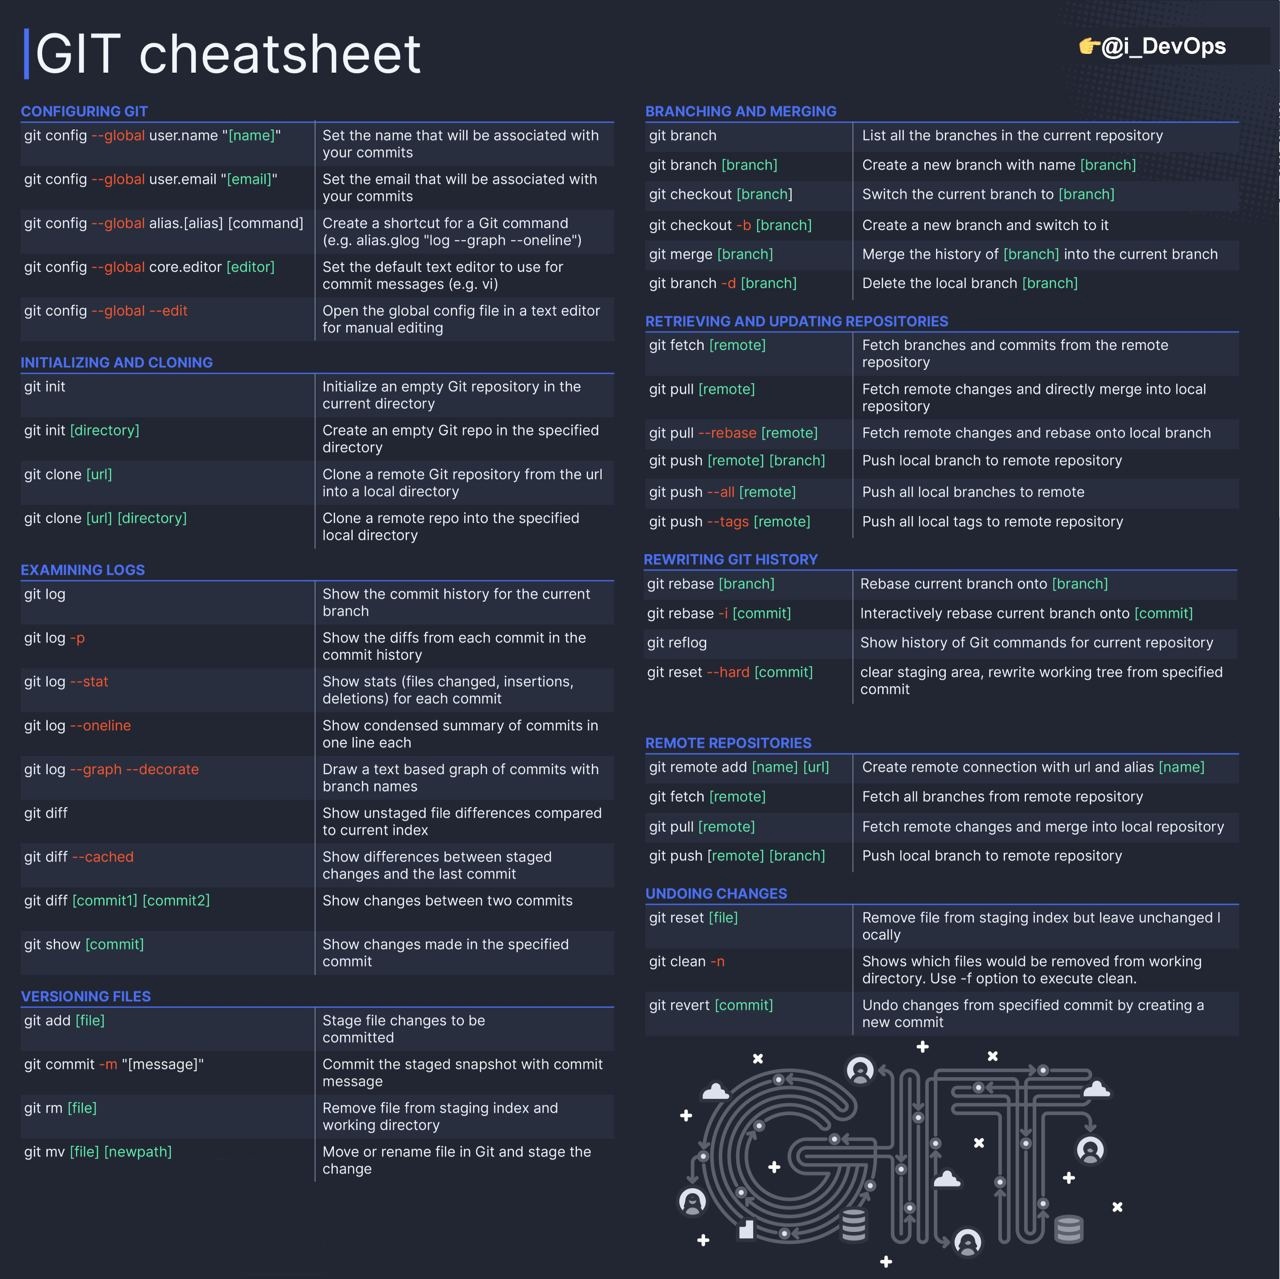 GIT cheatsheet
👉@i_DevOps
CONFIGURING GIT
git config --global user.name "[name]"
Set the name that will be associated with
your commits
git config --global user.email "[email]"
Set the email that will be associated with
your commits
git config --global alias.[alias] [command]
Create a shortcut for a Git command
(e.g. alias.glog "log --graph --oneline")
git config --global core.editor [editor]
Set the default text editor to use for
commit messages (e.g. vi)
git config --global --edit
Open the global config file in a text editor
for manual editing
INITIALIZING AND CLONING
git init
Initialize an empty Git repository in the
current directory
git init [directory]
Create an empty Git repo in the specified
directory
git clone [url]
Clone a remote Git repository from the url
into a local directory
git clone [url] [directory]
Clone a remote repo into the specified
local directory
EXAMINING LOGS
git log
Show the commit history for the current
branch
git log -p
Show the diffs from each commit in the
commit history
git log --stat
Show stats (files changed, insertions,
deletions) for each commit
git log --oneline
Show condensed summary of commits in
one line each
git log --graph --decorate
Draw a text based graph of commits with
branch names
git diff
Show unstaged file differences compared
to current index
git diff --cached
Show differences between staged
changes and the last commit
git diff [commit1] [commit2]
Show changes between two commits
git show [commit]
Show changes made in the specified
commit
VERSIONING FILES
git add [file]
Stage file changes to be
committed
git commit -m "[message]"
Commit the staged snapshot with commit
message
git rm [file]
Remove file from staging index and
working directory
git mv [file] [newpath]
Move or rename file in Git and stage the
change
BRANCHING AND MERGING
git branch
List all the branches in the current repository
git branch [branch]
Create a new branch with name [branch]
git checkout [branch]
Switch the current branch to [branch]
git checkout -b [branch]
Create a new branch and switch to it
git merge [branch]
Merge the history of [branch] into the current branch
git branch -d [branch]
Delete the local branch [branch]
RETRIEVING AND UPDATING REPOSITORIES
git fetch [remote]
Fetch branches and commits from the remote
repository
git pull [remote]
Fetch remote changes and directly merge into local
repository
git pull --rebase [remote]
Fetch remote changes and rebase onto local branch
git push [remote] [branch]
Push local branch to remote repository
git push --all [remote]
Push all local branches to remote
git push --tags [remote]
Push all local tags to remote repository
REWRITING GIT HISTORY
git rebase [branch]
Rebase current branch onto [branch]
git rebase -i [commit]
Interactively rebase current branch onto [commit]
git reflog
Show history of Git commands for current repository
git reset --hard [commit]
clear staging area, rewrite working tree from specified
commit
REMOTE REPOSITORIES
git remote add [name] [url]
Create remote connection with url and alias [name]
git fetch [remote]
Fetch all branches from remote repository
git pull [remote]
Fetch remote changes and merge into local repository
git push [remote] [branch]
Push local branch to remote repository
UNDOING CHANGES
git reset [file]
Remove file from staging index but leave unchanged l
ocally
git clean -n
Shows which files would be removed from working
directory. Use -f option to execute clean.
git revert [commit]
Undo changes from specified commit by creating a
new commit
GIT